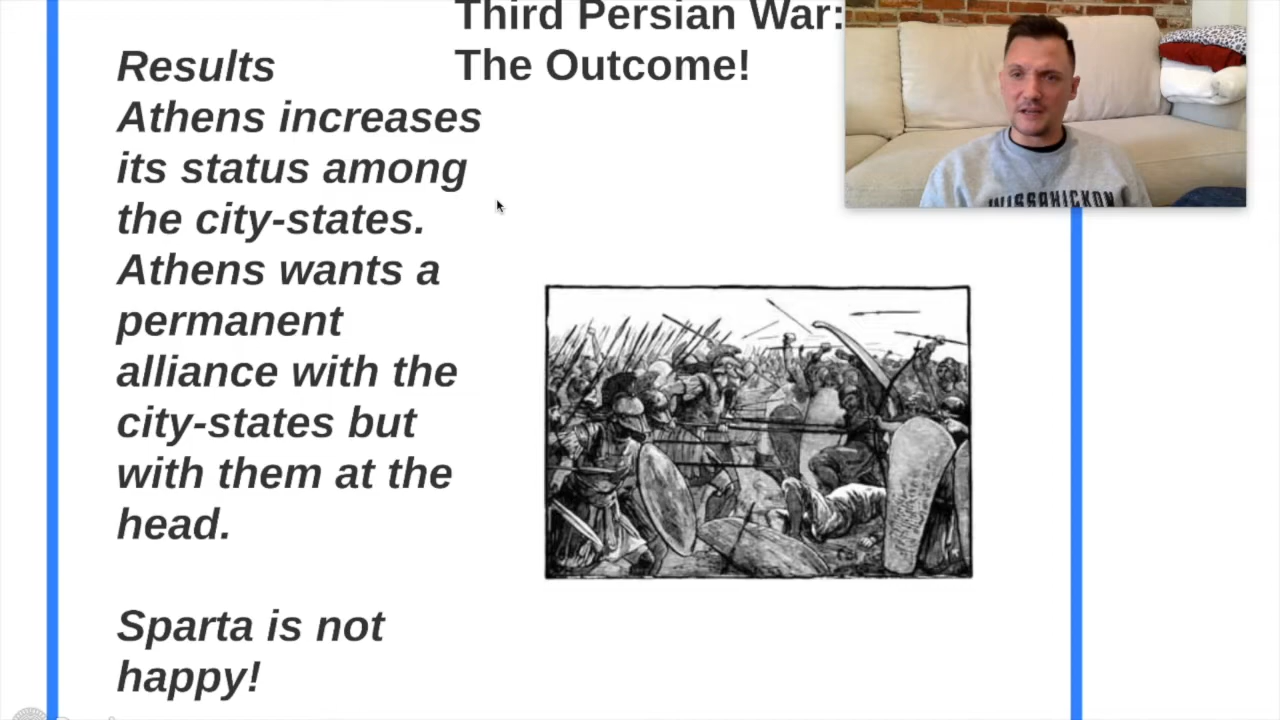 Third Persian War:
The Outcome!
Results
Athens increases
its status among
the city-states.
Athens wants a
permanent
alliance with the
city-states but
with them at the
head.
Sparta is not
happy!
WISSAHICKON